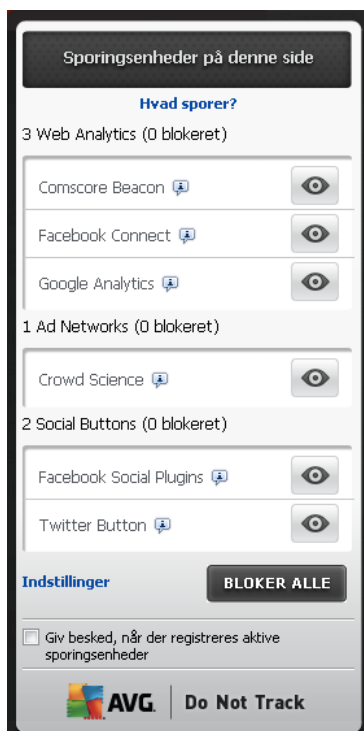 Sporingsenheder på denne side
Hvad sporer?
3 Web Analytics (0 blokeret)
Comscore Beacon
Facebook Connect
Google Analytics
1 Ad Networks (0 blokeret)
Crowd Science
2 Social Buttons (0 blokeret)
Facebook Social Plugins
Twitter Button
Indstillinger
BLOKER ALLE
Giv besked, når der registreres aktive
sporingsenheder
AVG. Do Not Track